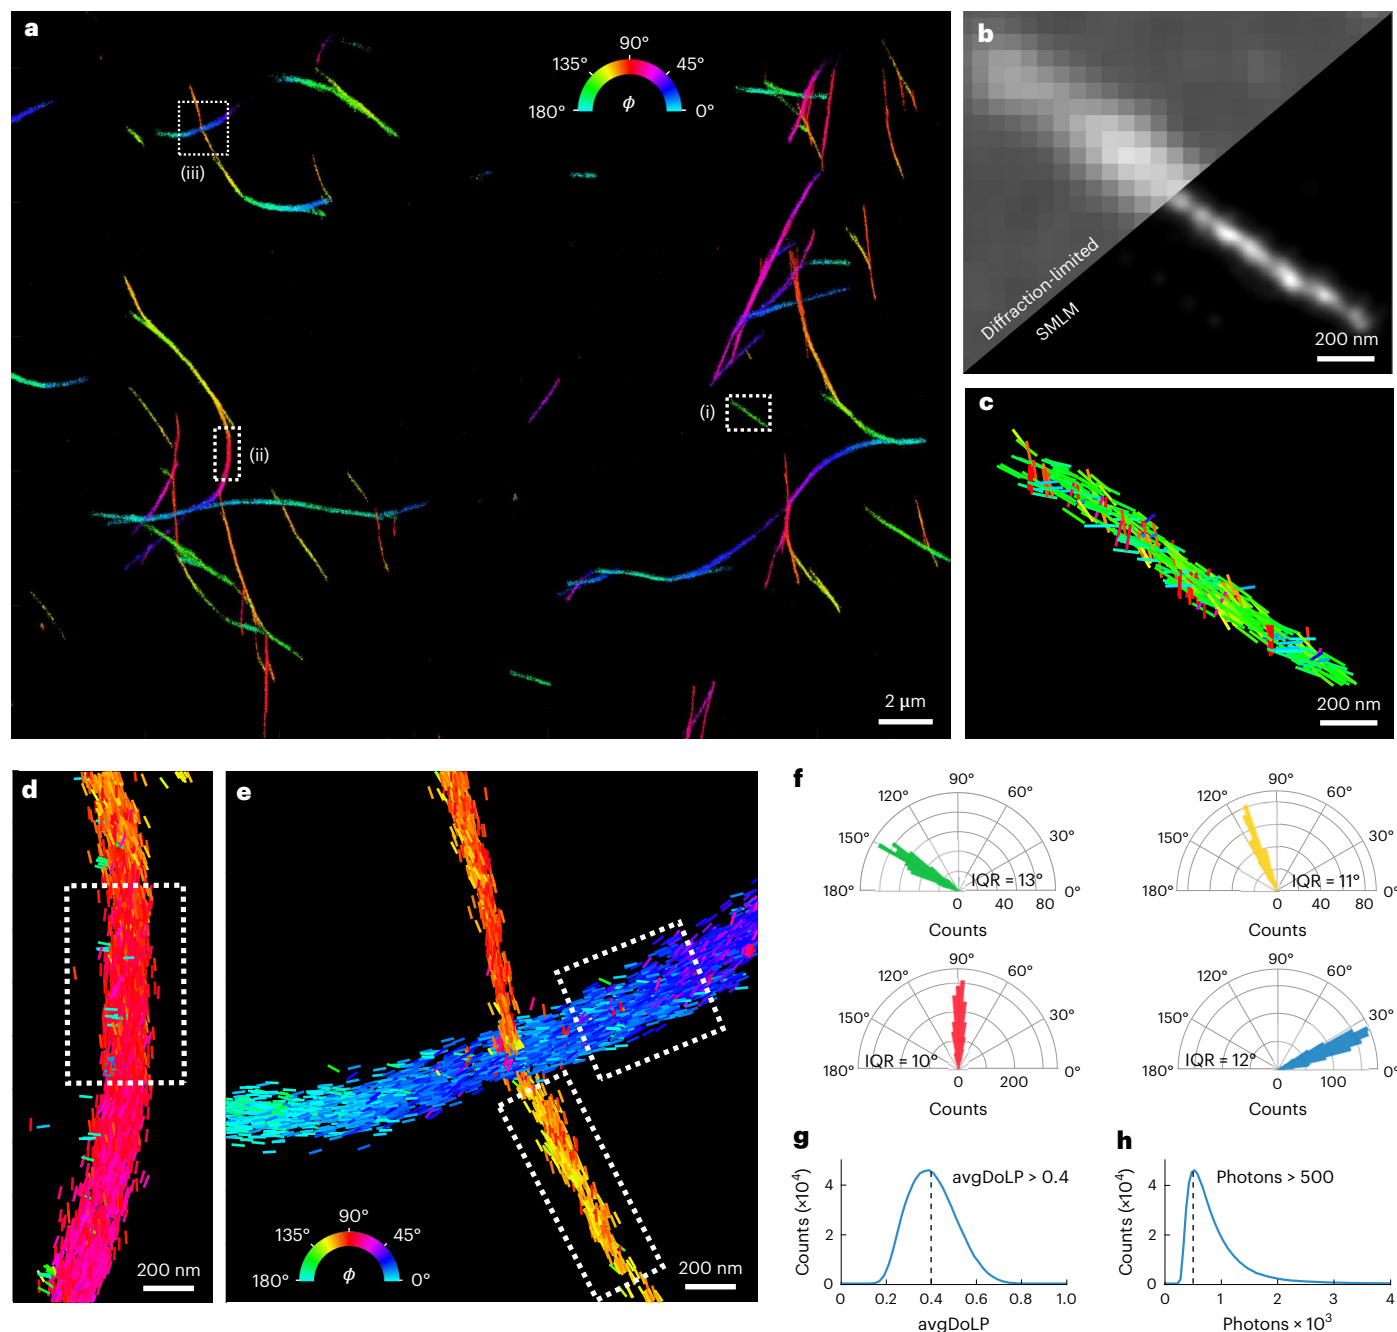 a
90°
135°
45°
180°
ϕ
0°
(iii)
(i)
(ii)
2 μm
b
Diffraction-limited
SMLM
200 nm
c
200 nm
d
200 nm
e
90°
135°
45°
180°
ϕ
0°
200 nm
f
90°
120°
60°
150°
30°
IQR = 13°
180°
0°
0
40
80
Counts
90°
120°
60°
150°
30°
IQR = 11°
180°
0°
0
40
80
Counts
90°
120°
60°
150°
30°
IQR = 10°
180°
0°
0
200
Counts
90°
120°
60°
150°
30°
IQR = 12°
180°
0°
0
100
Counts
g
Counts (×10⁴)
4
2
0
avgDoLP > 0.4
0
0.2
0.4
0.6
0.8
1.0
avgDoLP
h
Counts (×10⁴)
4
2
0
Photons > 500
0
1
2
3
4
Photons × 10³